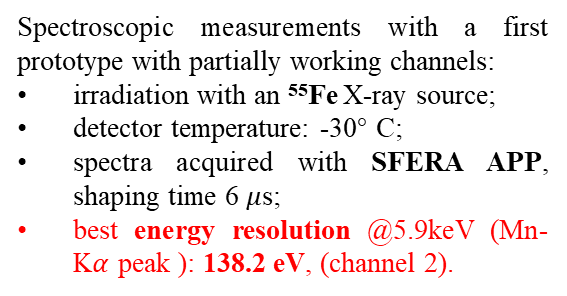 Spectroscopic measurements with a first
prototype with partially working channels:
• irradiation with an ⁵⁵Fe X-ray source;
• detector temperature: -30° C;
• spectra acquired with SFERA APP,
shaping time 6 μs;
• best energy resolution @5.9keV (Mn-
Kα peak ): 138.2 eV, (channel 2).